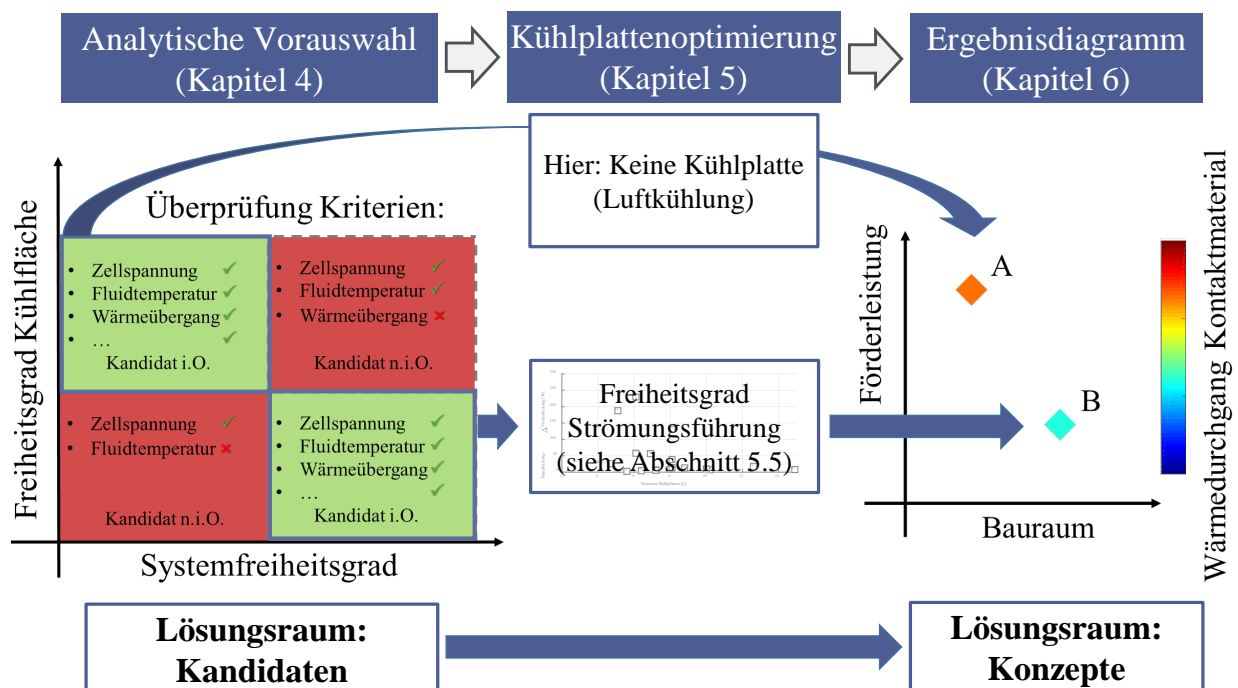 Analytische Vorauswahl
(Kapitel 4)
Kühlplattenoptimierung
(Kapitel 5)
Ergebnisdiagramm
(Kapitel 6)
Freiheitsgrad Kühlfläche
Überprüfung Kriterien:
• Zellspannung ✓
• Fluidtemperatur ✓
• Wärmeübergang ✓
• … ✓
Kandidat i.O.
• Zellspannung ✓
• Fluidtemperatur ✓
• Wärmeübergang ✗
Kandidat n.i.O.
• Zellspannung ✓
• Fluidtemperatur ✗
Kandidat n.i.O.
• Zellspannung ✓
• Fluidtemperatur ✓
• Wärmeübergang ✓
• … ✓
Kandidat i.O.
Systemfreiheitsgrad
Hier: Keine Kühlplatte
(Luftkühlung)
Freiheitsgrad
Strömungsführung
(siehe Abschnitt 5.5)
Förderleistung
A
B
Bauraum
Wärmedurchgang Kontaktmaterial
Lösungsraum:
Kandidaten
Lösungsraum:
Konzepte